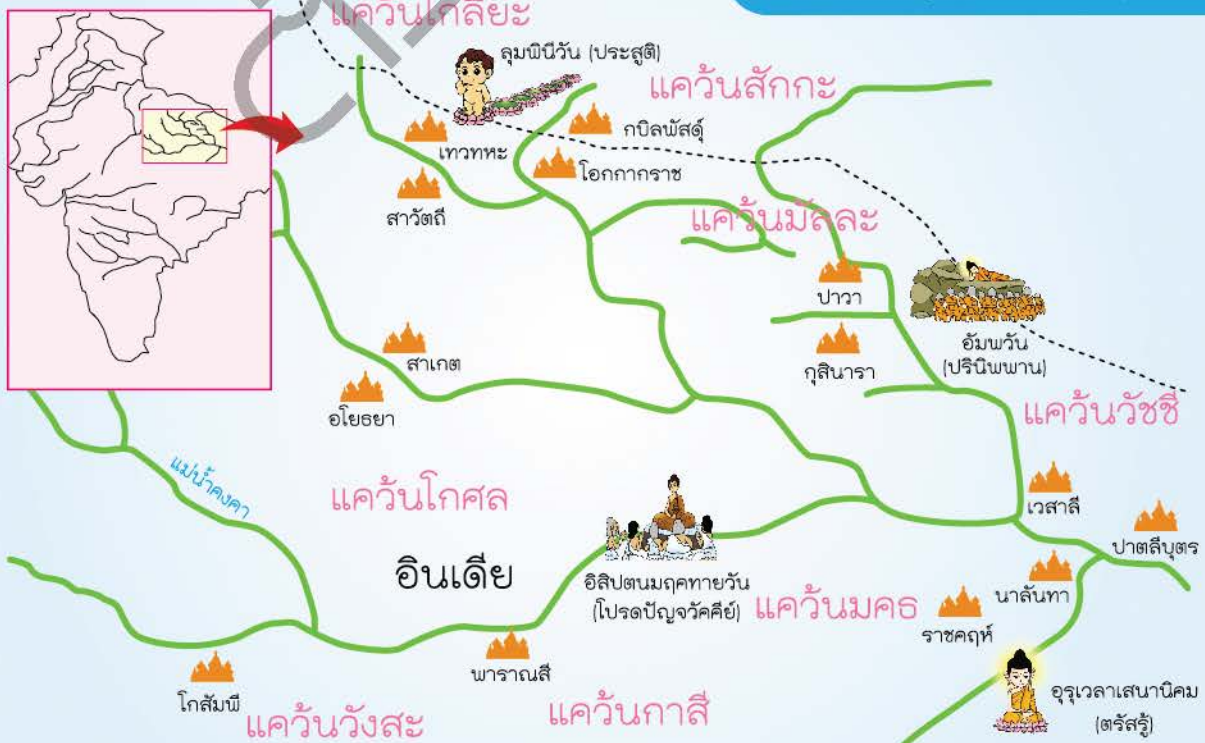 แคว้นโกลิยะ
ลุมพินีวัน (ประสูติ)
แคว้นสักกะ
กบิลพัสดุ์
เทวทหะ
โอกกากราช
สาวัตถี
แคว้นมัลละ
ปาวา
อัมพวัน
(ปรินิพพาน)
สาเกต
กุสินารา
อโยธยา
แคว้นวัชชี
แม่น้ำคงคา
แคว้นโกศล
เวสาลี
ปาตลีบุตร
อินเดีย
อิสิปตนมฤคทายวัน
(โปรดปัญจวัคคีย์)
แคว้นมคธ
นาลันทา
ราชคฤห์
พาราณสี
อุรุเวลาเสนานิคม
(ตรัสรู้)
โกสัมพี
แคว้นวังสะ
แคว้นกาสี